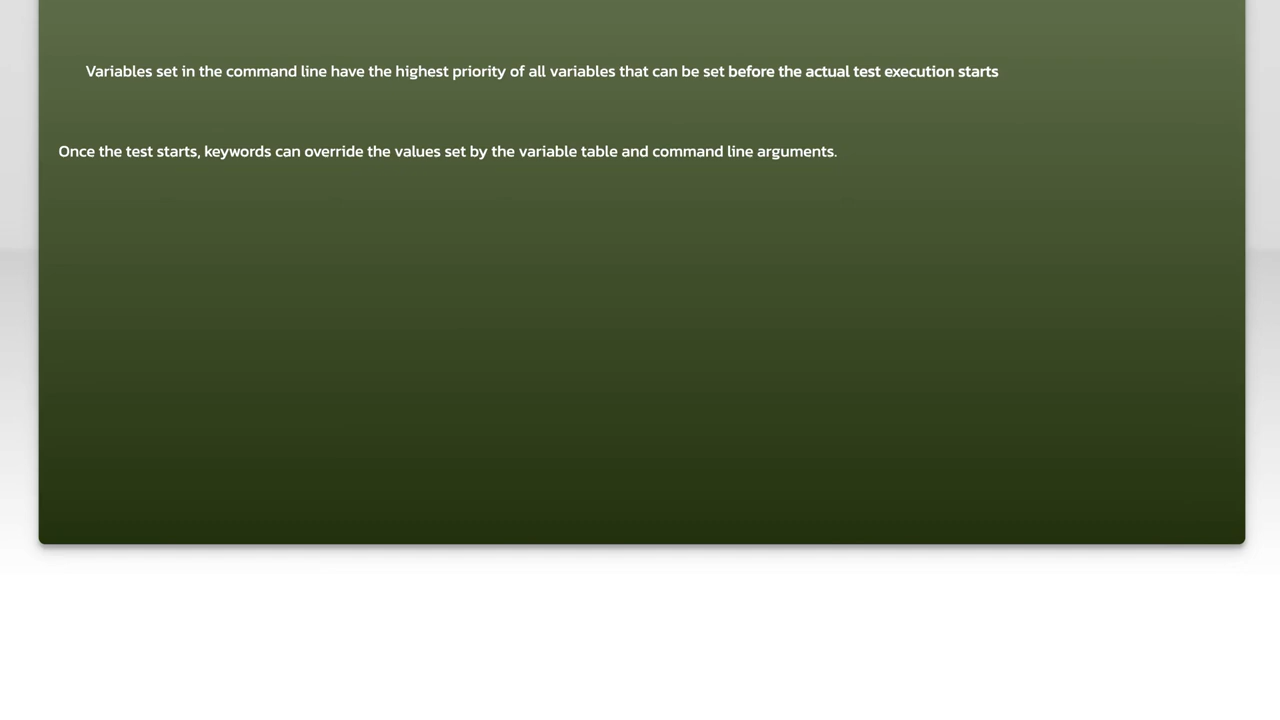 Variables set in the command line have the highest priority of all variables that can be set before the actual test execution starts
Once the test starts, keywords can override the values set by the variable table and command line arguments.